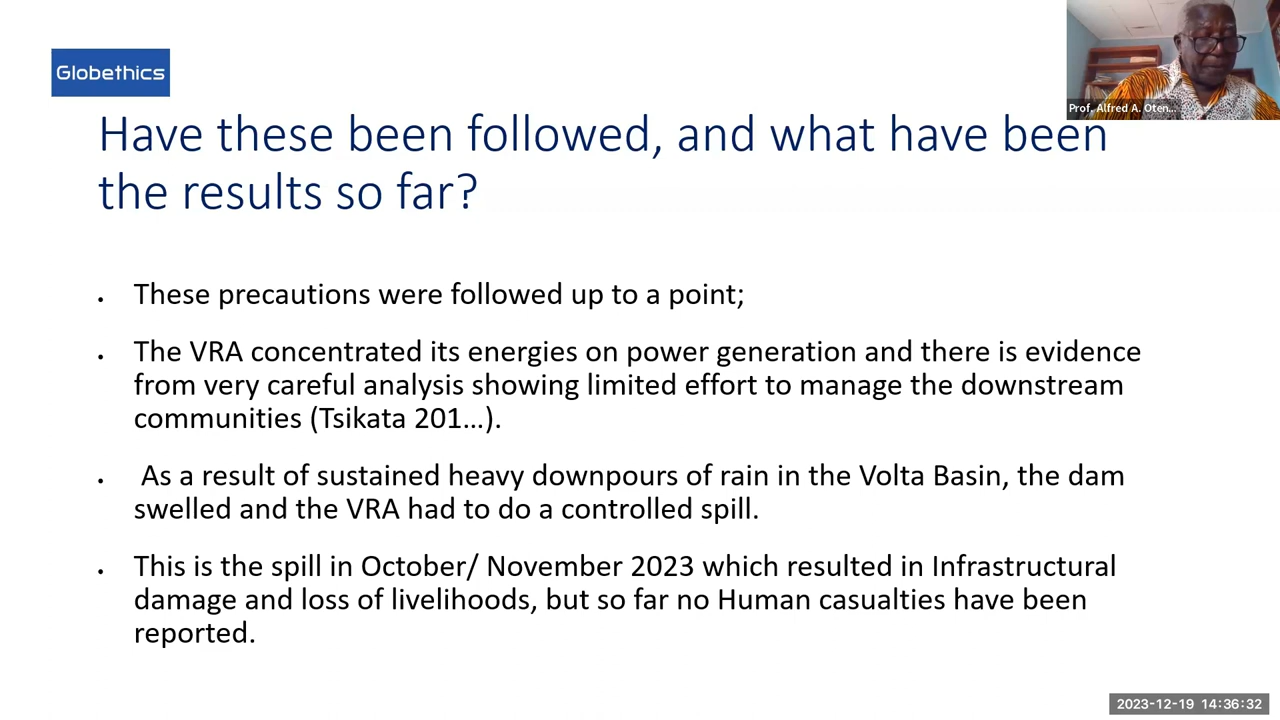 Globethics
Prof. Alfred A. Oten...
Have these been followed, and what have been
the results so far?
• These precautions were followed up to a point;
• The VRA concentrated its energies on power generation and there is evidence
from very careful analysis showing limited effort to manage the downstream
communities (Tsikata 201…).
• As a result of sustained heavy downpours of rain in the Volta Basin, the dam
swelled and the VRA had to do a controlled spill.
• This is the spill in October/ November 2023 which resulted in Infrastructural
damage and loss of livelihoods, but so far no Human casualties have been
reported.
2023-12-19 14:36:32